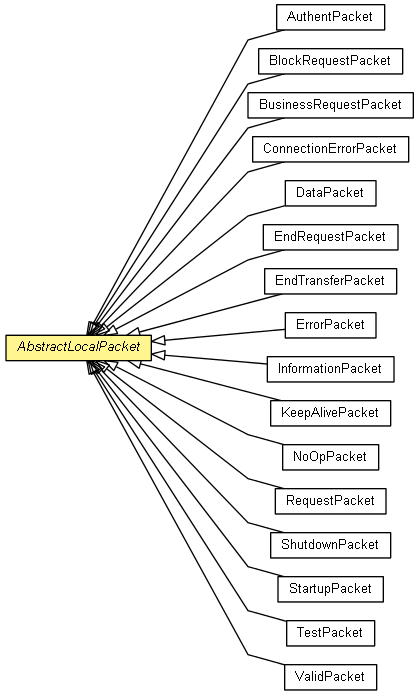 AuthentPacket
BlockRequestPacket
BusinessRequestPacket
ConnectionErrorPacket
DataPacket
EndRequestPacket
EndTransferPacket
ErrorPacket
AbstractLocalPacket
InformationPacket
KeepAlivePacket
NoOpPacket
RequestPacket
ShutdownPacket
StartupPacket
TestPacket
ValidPacket